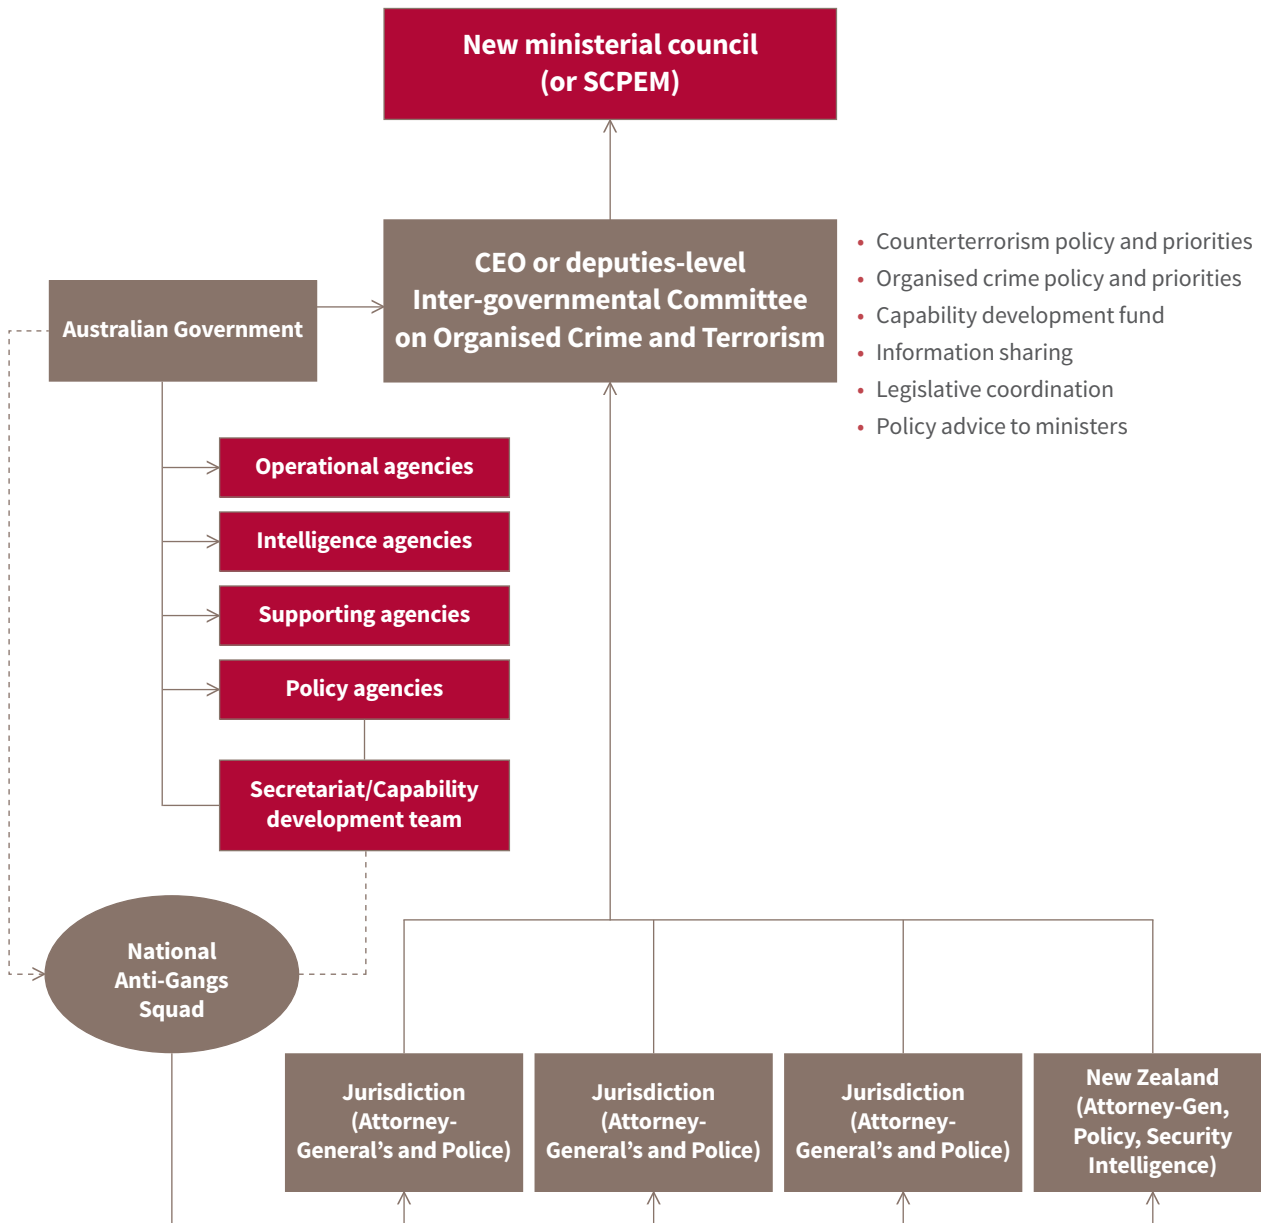 New ministerial council
(or SCPEM)
CEO or deputies-level
Inter-governmental Committee
on Organised Crime and Terrorism
• Counterterrorism policy and priorities
• Organised crime policy and priorities
• Capability development fund
• Information sharing
• Legislative coordination
• Policy advice to ministers
Australian Government
Operational agencies
Intelligence agencies
Supporting agencies
Policy agencies
Secretariat/Capability
development team
National
Anti-Gangs
Squad
Jurisdiction
(Attorney-
General’s and Police)
Jurisdiction
(Attorney-
General’s and Police)
Jurisdiction
(Attorney-
General’s and Police)
New Zealand
(Attorney-Gen,
Policy, Security
Intelligence)